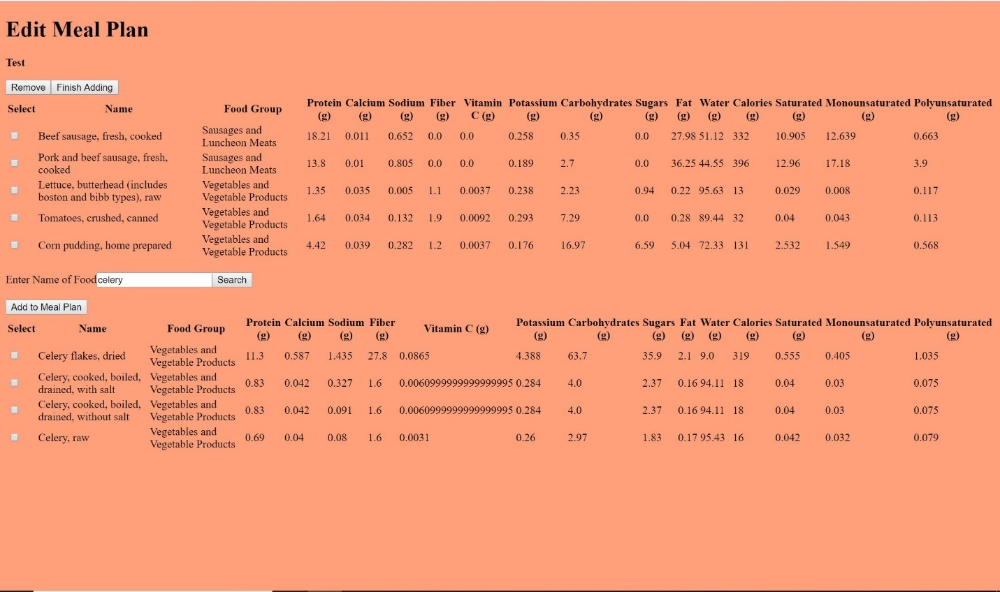 Edit Meal Plan
Test
Remove Finish Adding
Select Name Food Group Protein (g) Calcium (g) Sodium (g) Fiber (g) Vitamin C (g) Potassium (g) Carbohydrates (g) Sugars (g) Fat (g) Water (g) Calories (g) Saturated (g) Monounsaturated (g) Polyunsaturated (g)
Beef sausage, fresh, cooked Sausages and Luncheon Meats 18.21 0.011 0.652 0.0 0.0 0.258 0.35 0.0 27.98 51.12 332 10.905 12.639 0.663
Pork and beef sausage, fresh, cooked Sausages and Luncheon Meats 13.8 0.01 0.805 0.0 0.0 0.189 2.7 0.0 36.25 44.55 396 12.96 17.18 3.9
Lettuce, butterhead (includes boston and bibb types), raw Vegetables and Vegetable Products 1.35 0.035 0.005 1.1 0.0037 0.238 2.23 0.94 0.22 95.63 13 0.029 0.008 0.117
Tomatoes, crushed, canned Vegetables and Vegetable Products 1.64 0.034 0.132 1.9 0.0092 0.293 7.29 0.0 0.28 89.44 32 0.04 0.043 0.113
Corn pudding, home prepared Vegetables and Vegetable Products 4.42 0.039 0.282 1.2 0.0037 0.176 16.97 6.59 5.04 72.33 131 2.532 1.549 0.568
Enter Name of Food celery Search
Add to Meal Plan
Select Name Food Group Protein (g) Calcium (g) Sodium (g) Fiber (g) Vitamin C (g) Potassium (g) Carbohydrates (g) Sugars (g) Fat (g) Water (g) Calories (g) Saturated (g) Monounsaturated (g) Polyunsaturated (g)
Celery flakes, dried Vegetables and Vegetable Products 11.3 0.587 1.435 27.8 0.0865 4.388 63.7 35.9 2.1 9.0 319 0.555 0.405 1.035
Celery, cooked, boiled, drained, with salt Vegetables and Vegetable Products 0.83 0.042 0.327 1.6 0.0060999999999999995 0.284 4.0 2.37 0.16 94.11 18 0.04 0.03 0.075
Celery, cooked, boiled, drained, without salt Vegetables and Vegetable Products 0.83 0.042 0.091 1.6 0.0060999999999999995 0.284 4.0 2.37 0.16 94.11 18 0.04 0.03 0.075
Celery, raw Vegetables and Vegetable Products 0.69 0.04 0.08 1.6 0.0031 0.26 2.97 1.83 0.17 95.43 16 0.042 0.032 0.079